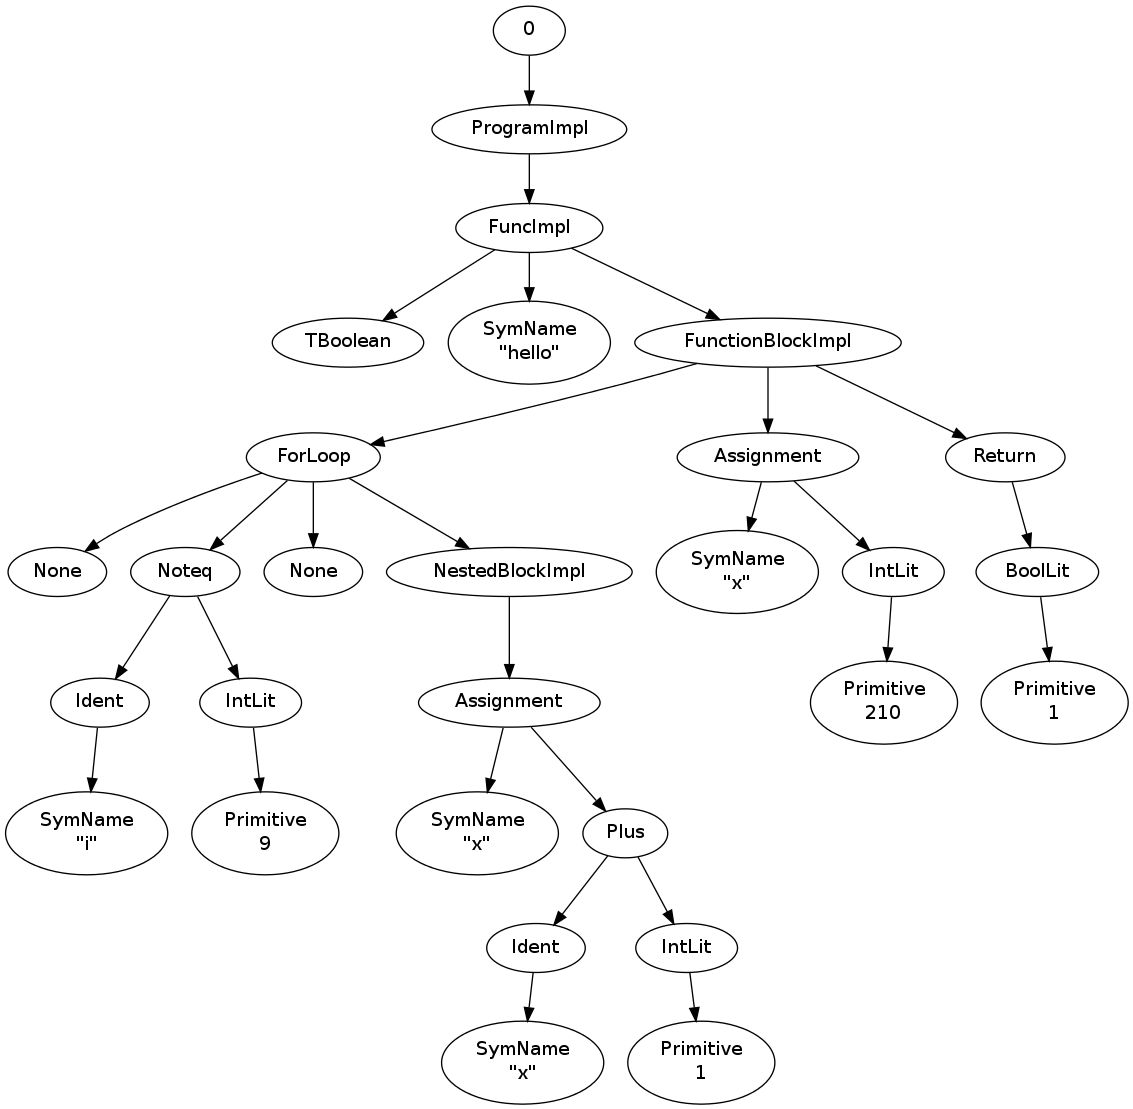 0
ProgramImpl
FuncImpl
TBoolean
SymName
"hello"
FunctionBlockImpl
ForLoop
Assignment
Return
None
Noteq
None
NestedBlockImpl
SymName
"x"
IntLit
BoolLit
Ident
IntLit
Assignment
Primitive
210
Primitive
1
SymName
"i"
Primitive
9
SymName
"x"
Plus
Ident
IntLit
SymName
"x"
Primitive
1